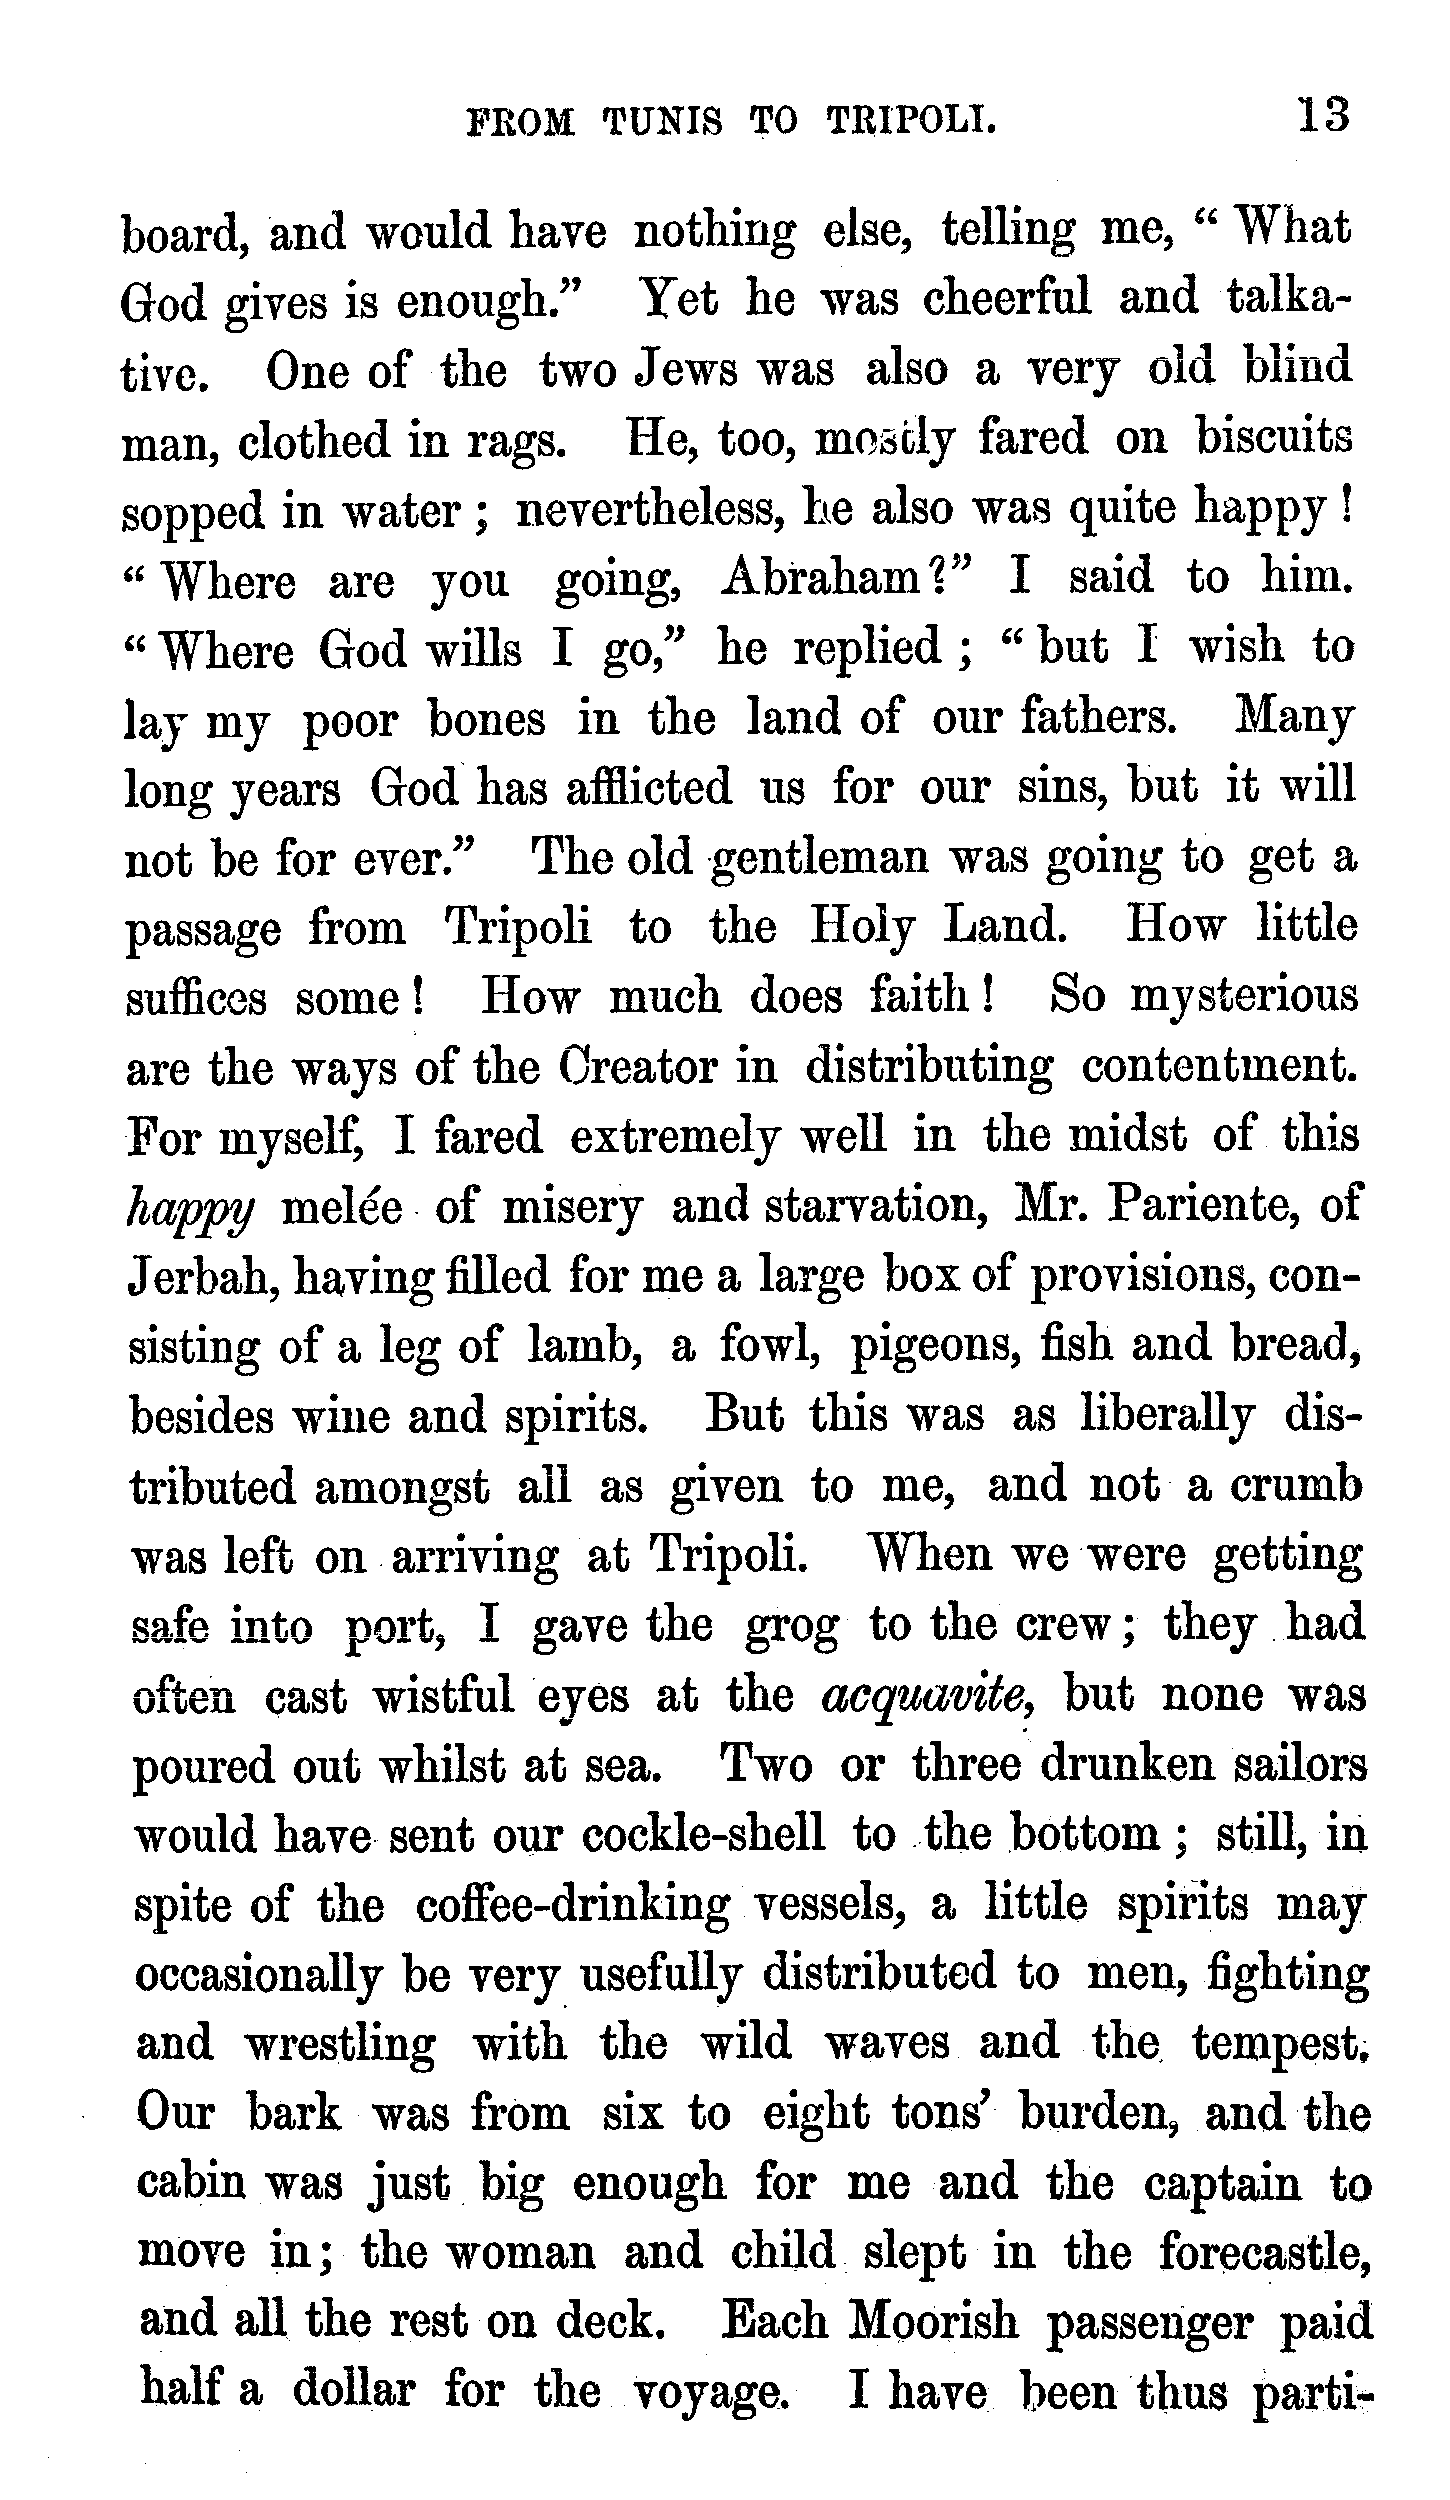 FROM TUNIS TO TRIPOLI. 13
board, and would have nothing else, telling me, “ What
God gives is enough.” Yet he was cheerful and talka-
tive. One of the two Jews was also a very old blind
man, clothed in rags. He, too, mostly fared on biscuits
sopped in water ; nevertheless, he also was quite happy !
“ Where are you going, Abraham ?” I said to him.
“ Where God wills I go,” he replied ; “ but I wish to
lay my poor bones in the land of our fathers. Many
long years God has afflicted us for our sins, but it will
not be for ever.” The old gentleman was going to get a
passage from Tripoli to the Holy Land. How little
suffices some ! How much does faith ! So mysterious
are the ways of the Creator in distributing contentment.
For myself, I fared extremely well in the midst of this
happy melée of misery and starvation, Mr. Pariente, of
Jerbah, having filled for me a large box of provisions, con-
sisting of a leg of lamb, a fowl, pigeons, fish and bread,
besides wine and spirits. But this was as liberally dis-
tributed amongst all as given to me, and not a crumb
was left on arriving at Tripoli. When we were getting
safe into port, I gave the grog to the crew ; they had
often cast wistful eyes at the acquavite, but none was
poured out whilst at sea. Two or three drunken sailors
would have sent our cockle-shell to the bottom ; still, in
spite of the coffee-drinking vessels, a little spirits may
occasionally be very usefully distributed to men, fighting
and wrestling with the wild waves and the tempest.
Our bark was from six to eight tons’ burden, and the
cabin was just big enough for me and the captain to
move in ; the woman and child slept in the forecastle,
and all the rest on deck. Each Moorish passenger paid
half a dollar for the voyage. I have been thus parti-